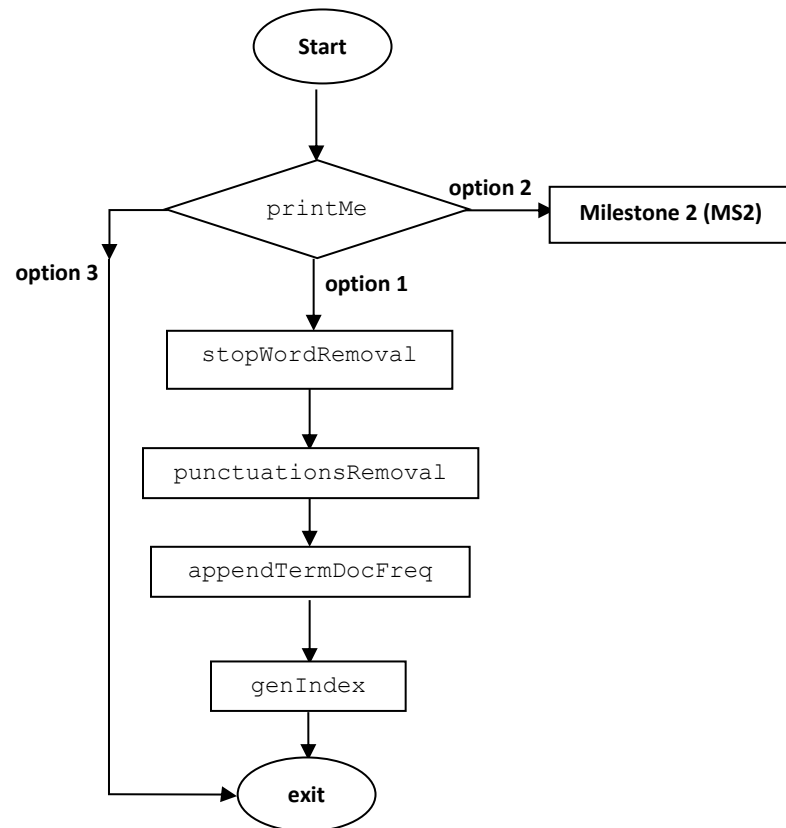 Start
printMe
option 2
Milestone 2 (MS2)
option 3
option 1
stopWordRemoval
punctuationsRemoval
appendTermDocFreq
genIndex
exit